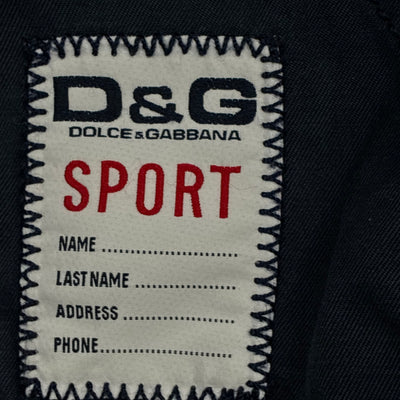 D&G
DOLCE & GABBANA
SPORT
NAME ......................
LAST NAME ................
ADDRESS ..................
PHONE.....................